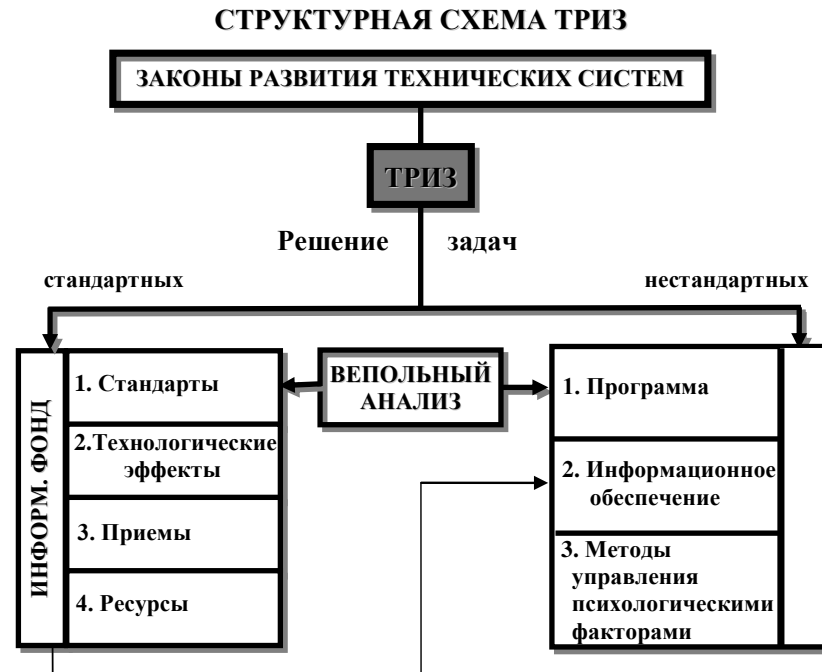 СТРУКТУРНАЯ СХЕМА ТРИЗ
ЗАКОНЫ РАЗВИТИЯ ТЕХНИЧЕСКИХ СИСТЕМ
ТРИЗ
Решение задач
стандартных
нестандартных
ИНФОРМ. ФОНД
1. Стандарты
2.Технологические
эффекты
3. Приемы
4. Ресурсы
ВЕПОЛЬНЫЙ
АНАЛИЗ
1. Программа
2. Информационное
обеспечение
3. Методы
управления
психологическими
факторами